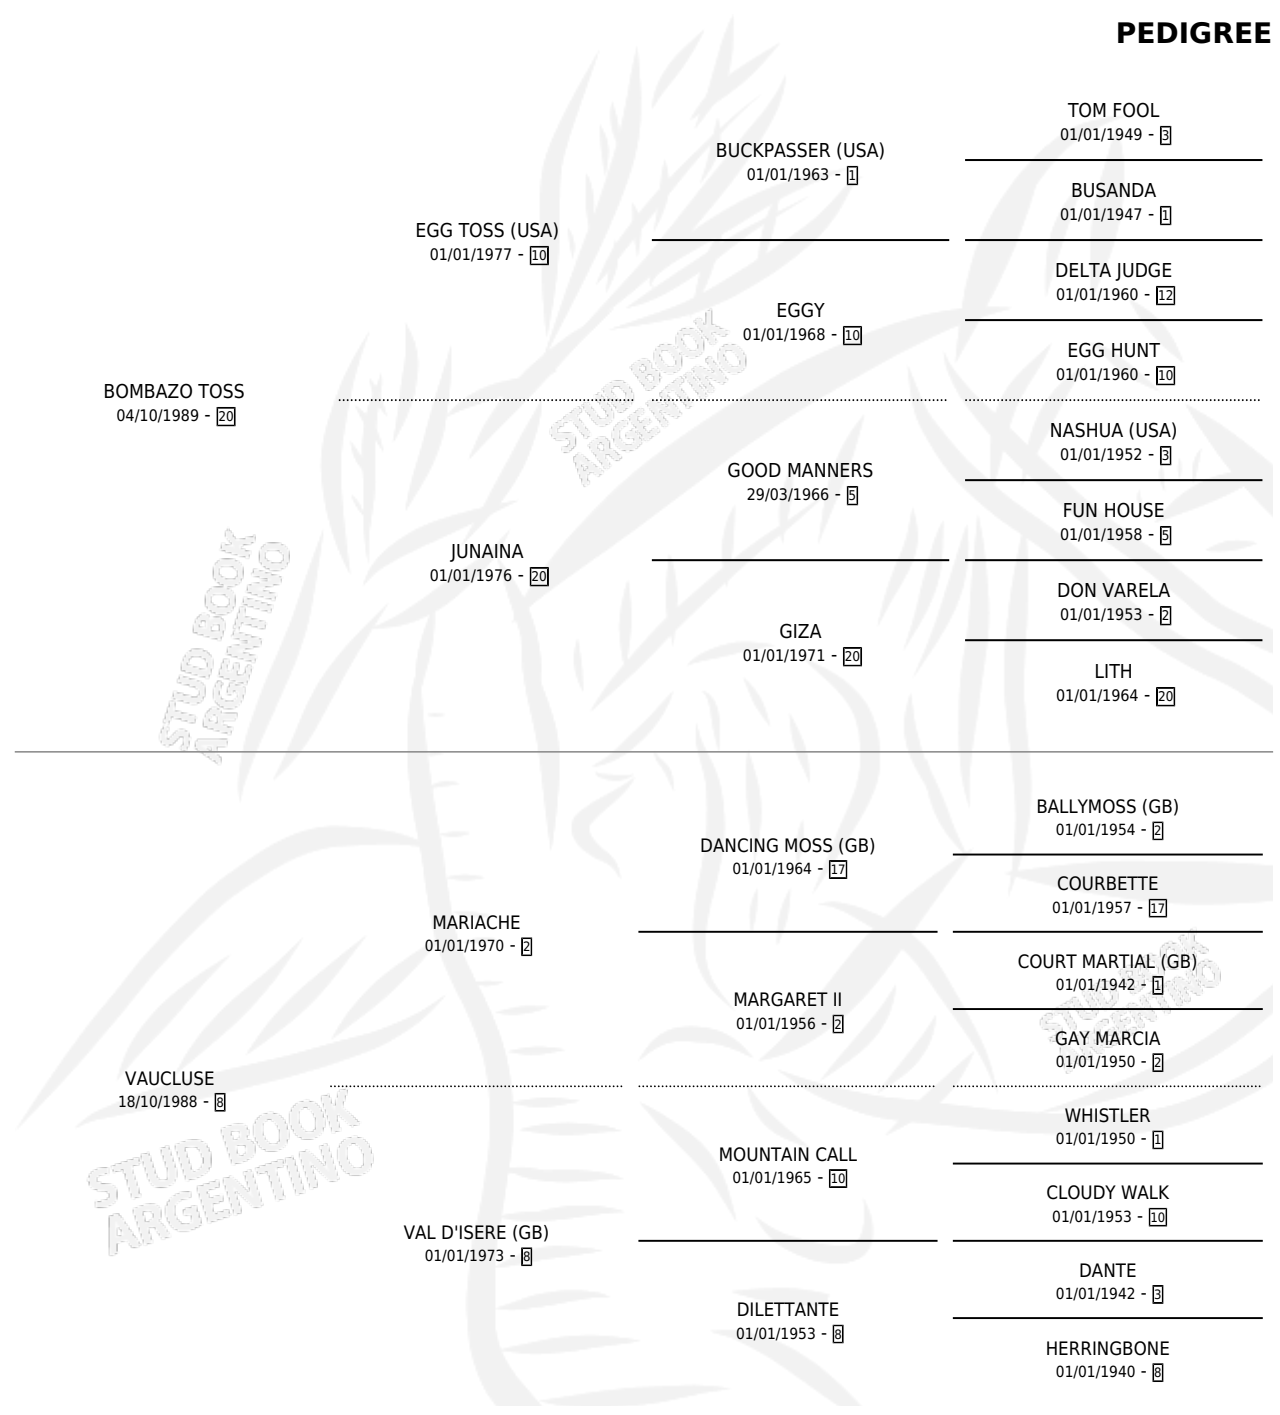 PEDIGREE
TOM FOOL
01/01/1949 - 3
BUCKPASSER (USA)
01/01/1963 - 1
BUSANDA
01/01/1947 - 1
EGG TOSS (USA)
01/01/1977 - 10
DELTA JUDGE
01/01/1960 - 12
EGGY
01/01/1968 - 10
EGG HUNT
01/01/1960 - 10
BOMBAZO TOSS
04/10/1989 - 20
NASHUA (USA)
01/01/1952 - 3
GOOD MANNERS
29/03/1966 - 5
FUN HOUSE
01/01/1958 - 5
JUNAINA
01/01/1976 - 20
DON VARELA
01/01/1953 - 2
GIZA
01/01/1971 - 20
LITH
01/01/1964 - 20
STUD BOOK
ARGENTINO
STUD BOOK
ARGENTINO
BALLYMOSS (GB)
01/01/1954 - 2
DANCING MOSS (GB)
01/01/1964 - 17
COURBETTE
01/01/1957 - 17
MARIACHE
01/01/1970 - 2
COURT MARTIAL (GB)
01/01/1942 - 1
MARGARET II
01/01/1956 - 2
GAY MARCIA
01/01/1950 - 2
VAUCLUSE
18/10/1988 - 8
WHISTLER
01/01/1950 - 1
MOUNTAIN CALL
01/01/1965 - 10
CLOUDY WALK
01/01/1953 - 10
VAL D'ISERE (GB)
01/01/1973 - 8
DANTE
01/01/1942 - 3
DILETTANTE
01/01/1953 - 8
HERRINGBONE
01/01/1940 - 8
STUD BOOK
ARGENTINO
STUD BOOK
ARGENTINO